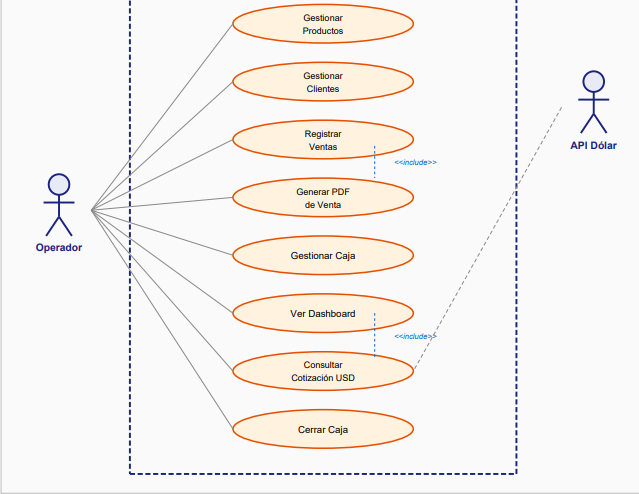 Gestionar
Productos
Gestionar
Clientes
Registrar
Ventas
<<include>>
API Dólar
Generar PDF
de Venta
Operador
Gestionar Caja
Ver Dashboard
<<include>>
Consultar
Cotización USD
Cerrar Caja